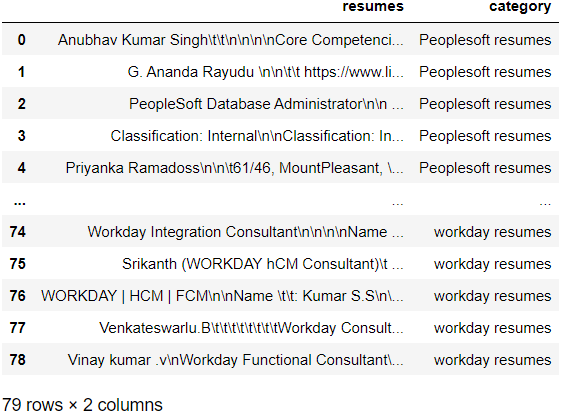 resumes category
0 Anubhav Kumar Singh\t\t\n\n\n\nCore Competenci... Peoplesoft resumes
1 G. Ananda Rayudu \n\n\t\t https://www.li... Peoplesoft resumes
2 PeopleSoft Database Administrator\n\n ... Peoplesoft resumes
3 Classification: Internal\n\nClassification: In... Peoplesoft resumes
4 Priyanka Ramadoss\n\n\t61/46, MountPleasant, \... Peoplesoft resumes
... ... ...
74 Workday Integration Consultant\n\n\n\nName ... workday resumes
75 Srikanth (WORKDAY hCM Consultant)\t ... workday resumes
76 WORKDAY | HCM | FCM\n\nName \t\t: Kumar S.S\n\... workday resumes
77 Venkateswarlu.B\t\t\t\t\t\t\t\tWorkday Consult... workday resumes
78 Vinay kumar .v\nWorkday Functional Consultant\... workday resumes
79 rows × 2 columns